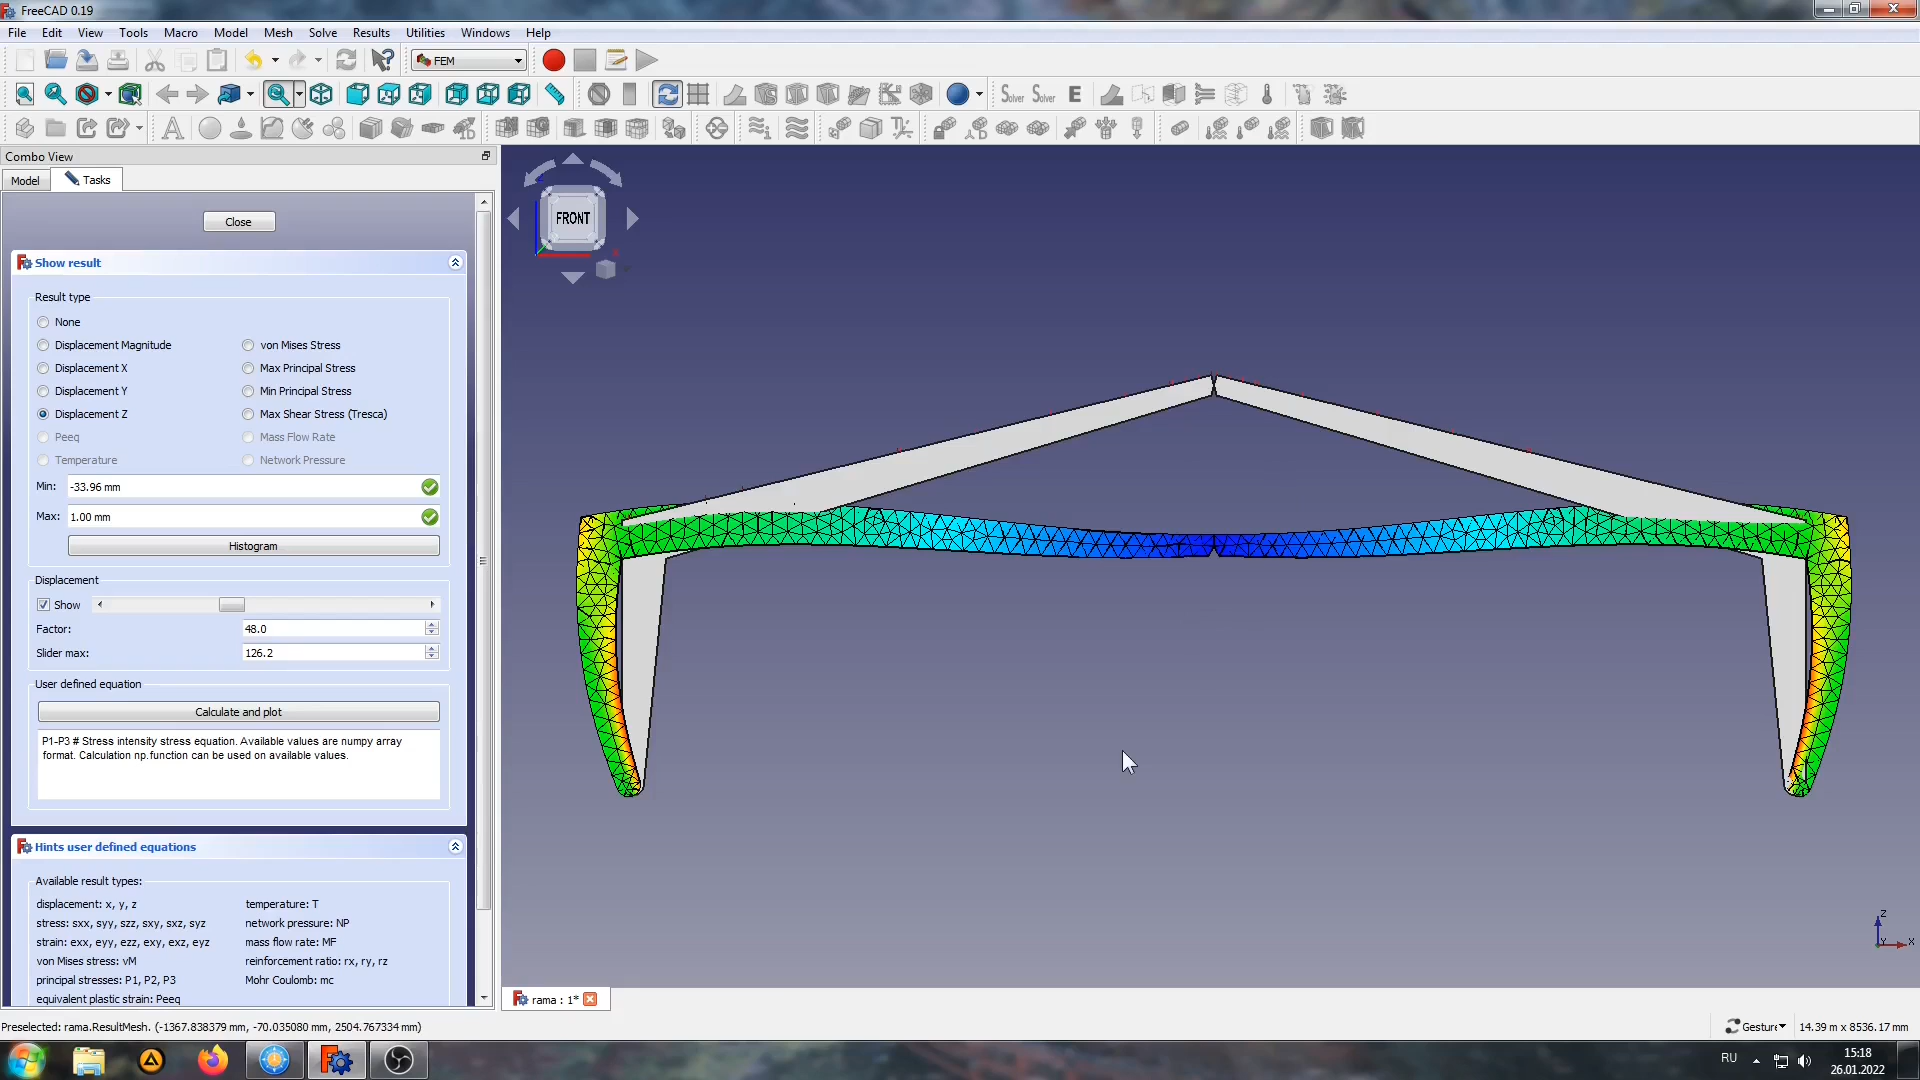 FreeCAD 0.19
File Edit View Tools Macro Model Mesh Solve Results Utilities Windows Help
FEM
Solver Solver E
A 1D
Combo View
Model Tasks
Close
Show result
Result type
None
Displacement Magnitude von Mises Stress
Displacement X Max Principal Stress
Displacement Y Min Principal Stress
Displacement Z Max Shear Stress (Tresca)
Peeq Mass Flow Rate
Temperature Network Pressure
Min: -33.96 mm
Max: 1.00 mm
Histogram
Displacement
Show
Factor: 48.0
Slider max: 126.2
User defined equation
Calculate and plot
P1-P3 # Stress intensity stress equation. Available values are numpy array
format. Calculation np.function can be used on available values.
Hints user defined equations
Available result types:
displacement: x, y, z temperature: T
stress: sxx, syy, szz, sxy, sxz, syz network pressure: NP
strain: exx, eyy, ezz, exy, exz, eyz mass flow rate: MF
von Mises stress: vM reinforcement ratio: rx, ry, rz
principal stresses: P1, P2, P3 Mohr Coulomb: mc
equivalent plastic strain: Peeq
FRONT
Z
Y X
rama : 1*
Preselected: rama.ResultMesh. (-1367.838379 mm, -70.035080 mm, 2504.767334 mm)
Gesture 14.39 m x 8536.17 mm
RU
15:18
26.01.2022